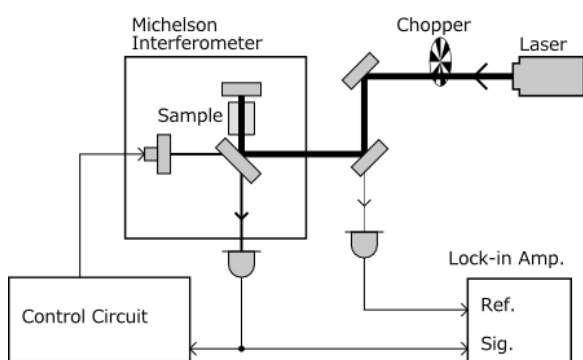 Michelson
Interferometer
Chopper
Laser
Sample
Lock-in Amp.
Control Circuit
Ref.
Sig.